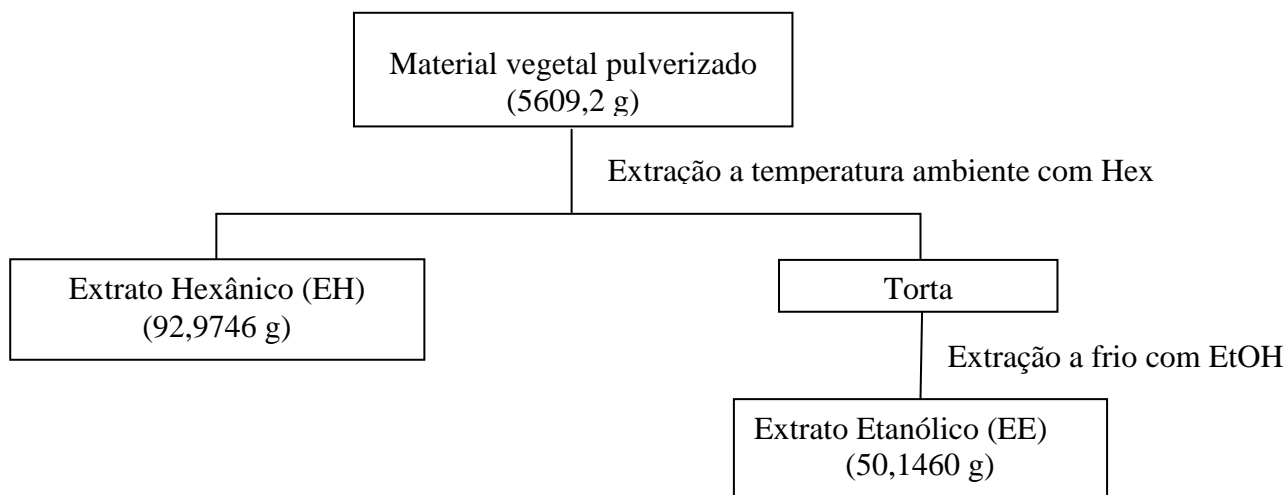 Material vegetal pulverizado
(5609,2 g)
Extração a temperatura ambiente com Hex
Extrato Hexânico (EH)
(92,9746 g)
Torta
Extração a frio com EtOH
Extrato Etanólico (EE)
(50,1460 g)